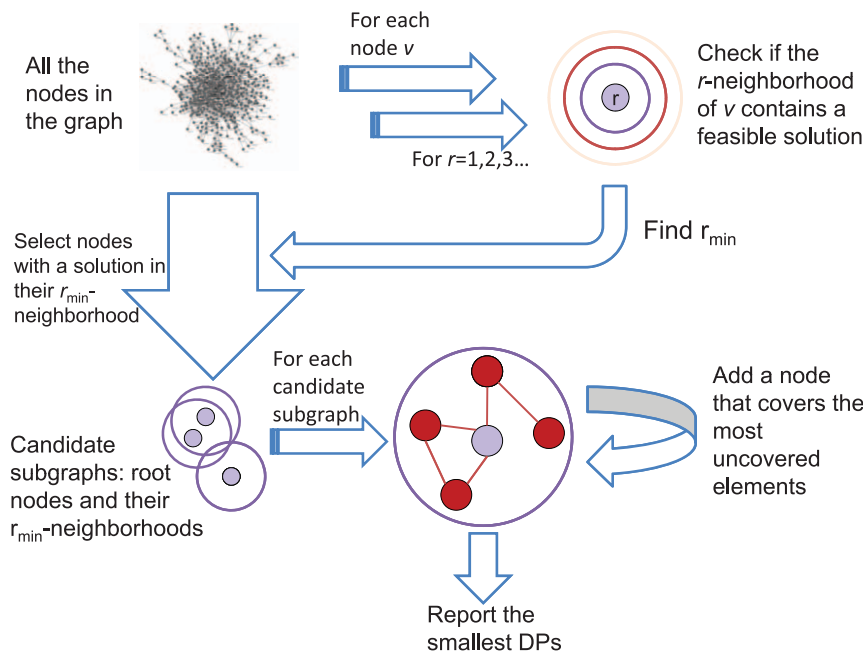 All the
nodes in
the graph
For each
node v
For r=1,2,3...
r
Check if the
r-neighborhood
of v contains a
feasible solution
Find rmin
Select nodes
with a solution in
their rmin-
neighborhood
Candidate
subgraphs: root
nodes and their
rmin-neighborhoods
For each
candidate
subgraph
Add a node
that covers the
most
uncovered
elements
Report the
smallest DPs